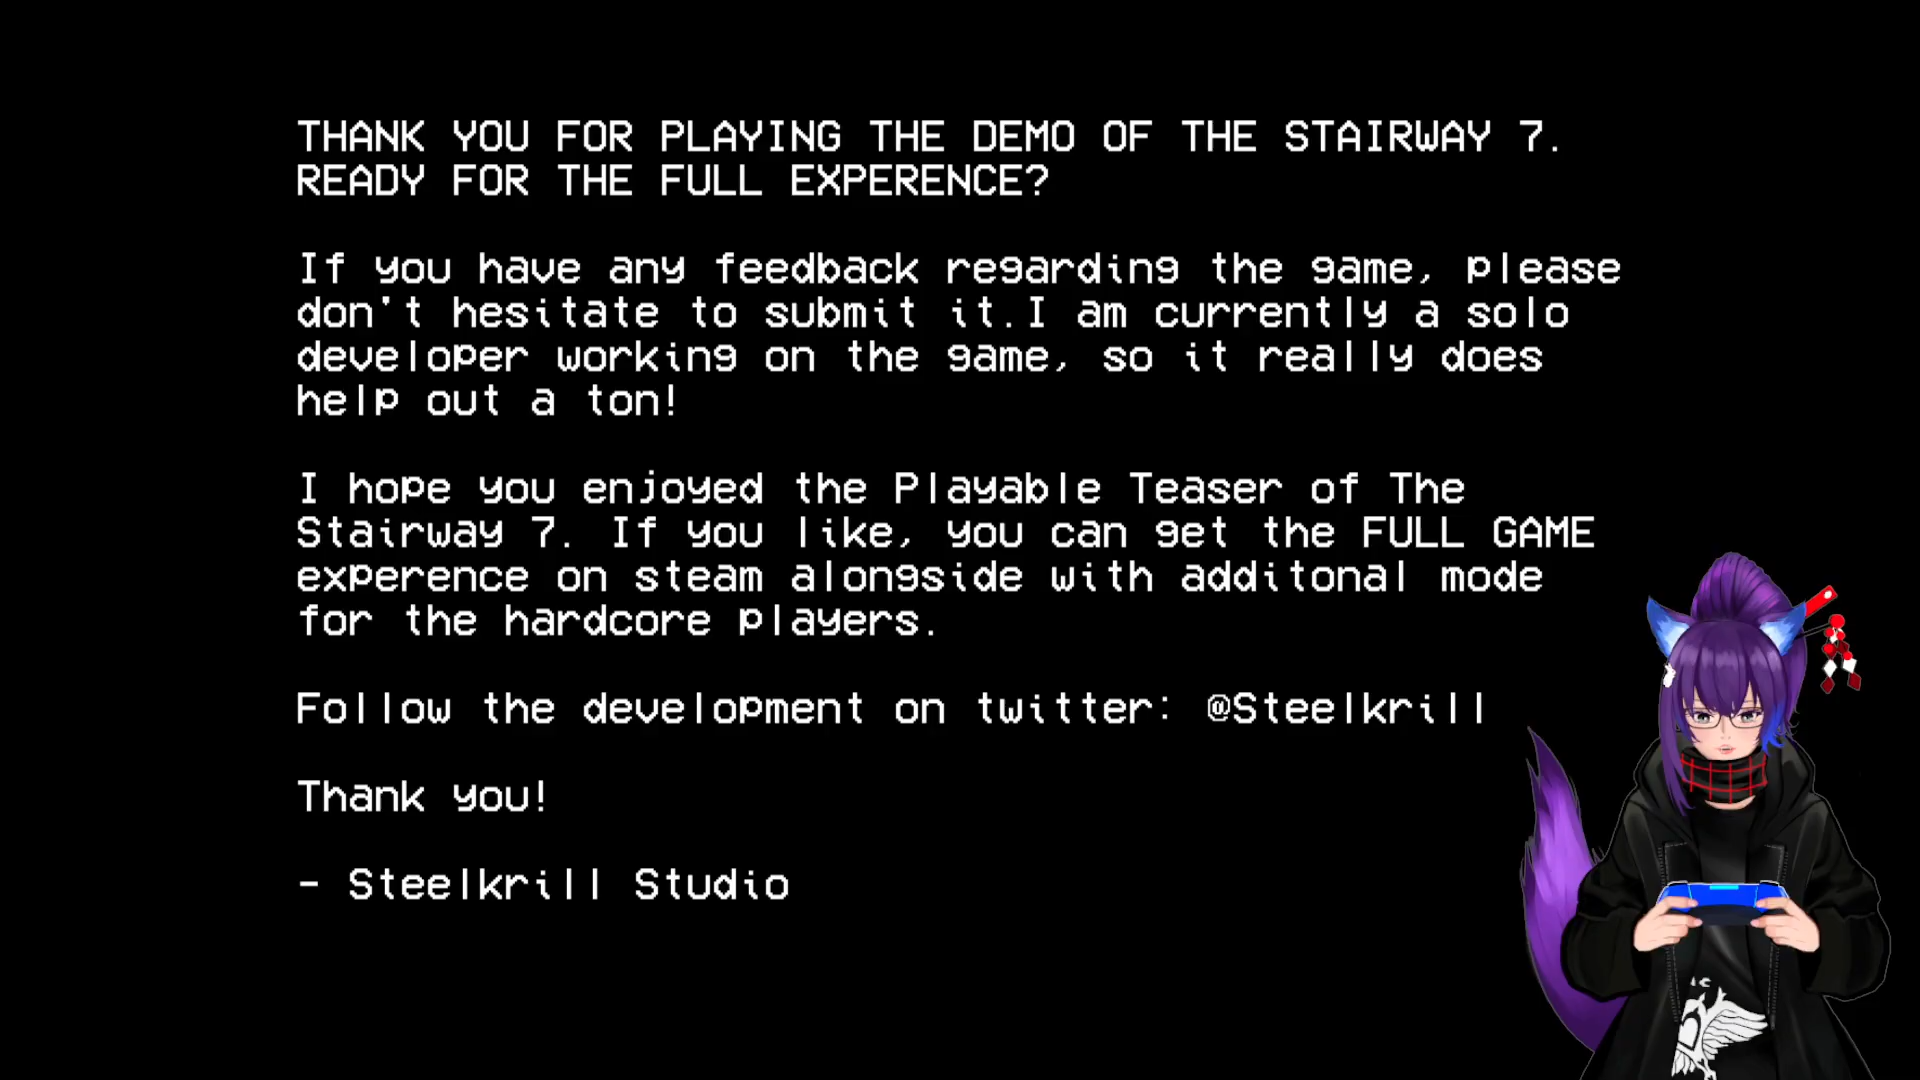 THANK YOU FOR PLAYING THE DEMO OF THE STAIRWAY 7.
READY FOR THE FULL EXPERENCE?
If you have any feedback regarding the game, please
don't hesitate to submit it.I am currently a solo
developer working on the game, so it really does
help out a ton!
I hope you enjoyed the Playable Teaser of The
Stairway 7. If you like, you can get the FULL GAME
experence on steam alongside with additonal mode
for the hardcore players.
Follow the development on twitter: @Steelkrill
Thank you!
- Steelkrill Studio